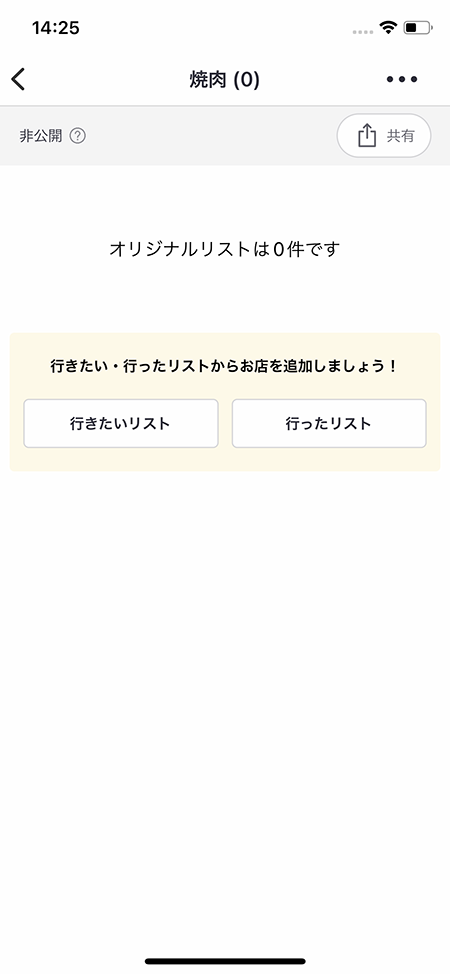 14:25
焼肉 (0)
非公開 ?
共有
オリジナルリストは0件です
行きたい・行ったリストからお店を追加しましょう！
行きたいリスト
行ったリスト